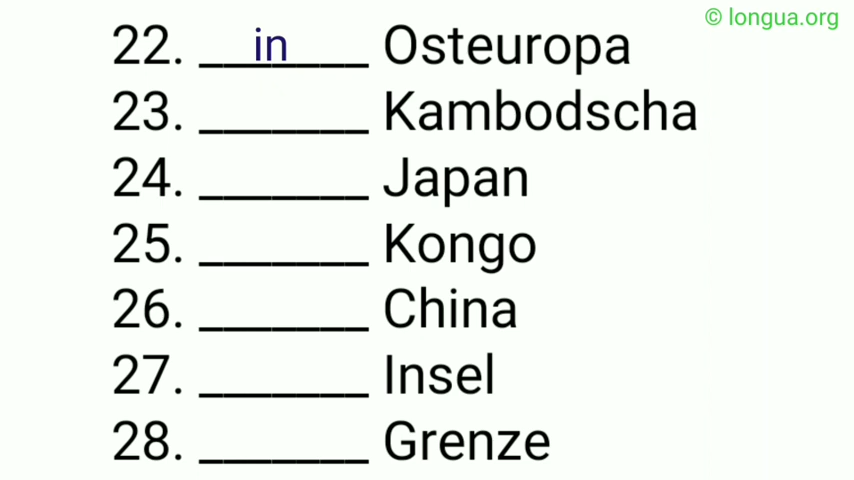 © longua.org
22. _______ in Osteuropa
23. _______ Kambodscha
24. _______ Japan
25. _______ Kongo
26. _______ China
27. _______ Insel
28. _______ Grenze